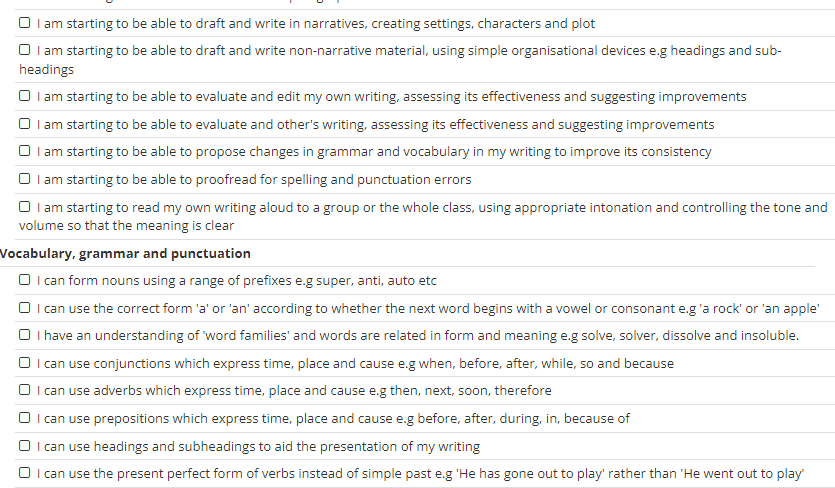 I am starting to be able to draft and write in narratives, creating settings, characters and plot
I am starting to be able to draft and write non-narrative material, using simple organisational devices e.g headings and sub-
headings
I am starting to be able to evaluate and edit my own writing, assessing its effectiveness and suggesting improvements
I am starting to be able to evaluate and other's writing, assessing its effectiveness and suggesting improvements
I am starting to be able to propose changes in grammar and vocabulary in my writing to improve its consistency
I am starting to be able to proofread for spelling and punctuation errors
I am starting to read my own writing aloud to a group or the whole class, using appropriate intonation and controlling the tone and
volume so that the meaning is clear
Vocabulary, grammar and punctuation
I can form nouns using a range of prefixes e.g super, anti, auto etc
I can use the correct form 'a' or 'an' according to whether the next word begins with a vowel or consonant e.g 'a rock' or 'an apple'
I have an understanding of 'word families' and words are related in form and meaning e.g solve, solver, dissolve and insoluble.
I can use conjunctions which express time, place and cause e.g when, before, after, while, so and because
I can use adverbs which express time, place and cause e.g then, next, soon, therefore
I can use prepositions which express time, place and cause e.g before, after, during, in, because of
I can use headings and subheadings to aid the presentation of my writing
I can use the present perfect form of verbs instead of simple past e.g 'He has gone out to play' rather than 'He went out to play'